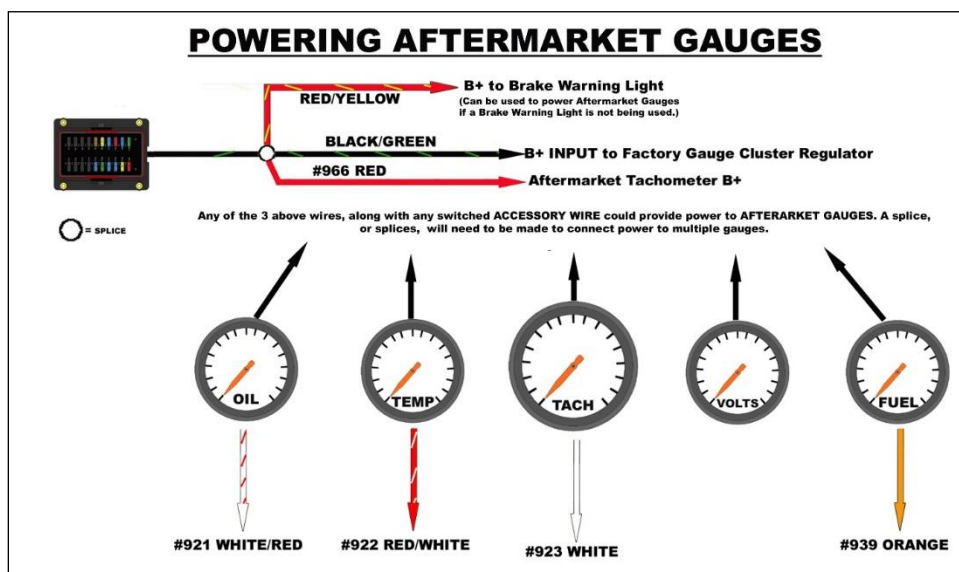 POWERING AFTERMARKET GAUGES
B+ to Brake Warning Light
RED/YELLOW
(Can be used to power Aftermarket Gauges
if a Brake Warning Light is not being used.)
BLACK/GREEN
B+ INPUT to Factory Gauge Cluster Regulator
#966 RED
Aftermarket Tachometer B+
Any of the 3 above wires, along with any switched ACCESSORY WIRE could provide power to AFTERARKET GAUGES. A splice,
or splices, will need to be made to connect power to multiple gauges.
= SPLICE
OIL
TEMP
TACH
VOLTS
FUEL
#921 WHITE/RED
#922 RED/WHITE
#923 WHITE
#939 ORANGE